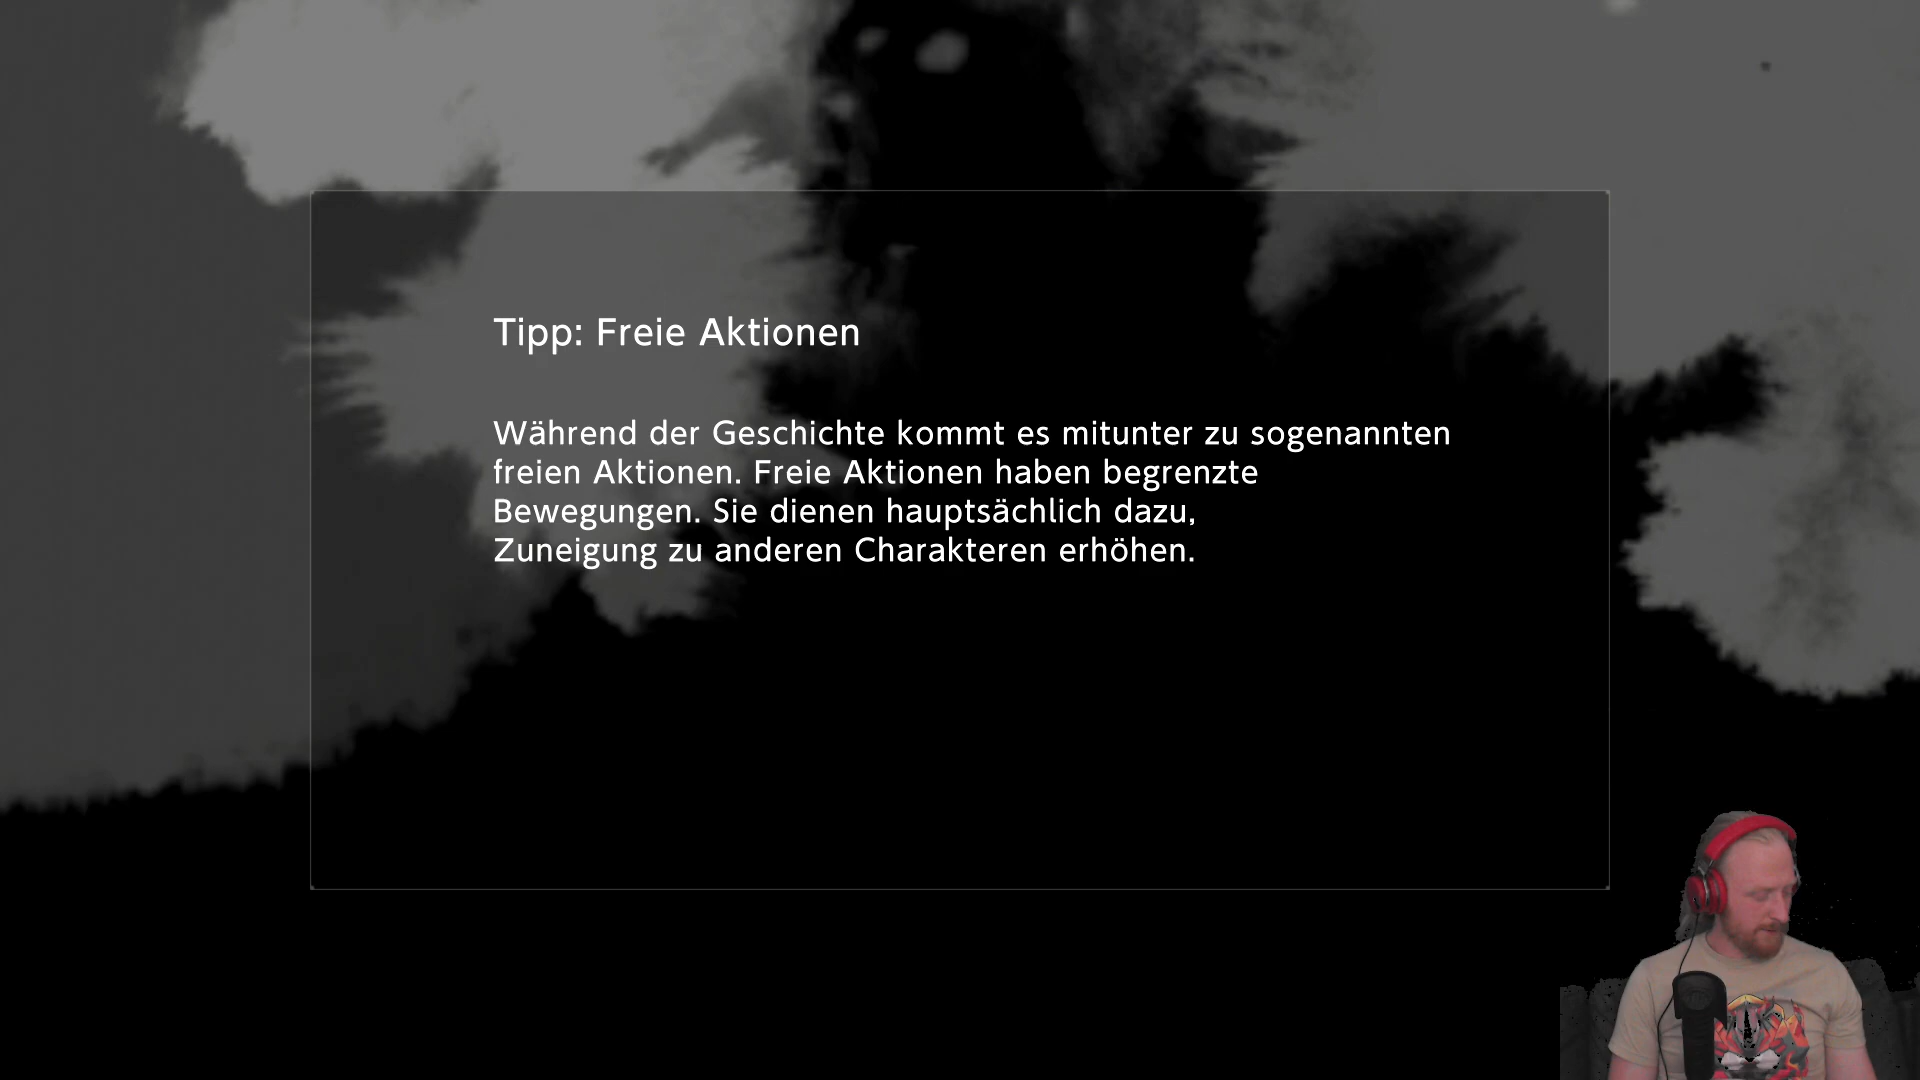 Tipp: Freie Aktionen
Während der Geschichte kommt es mitunter zu sogenannten
freien Aktionen. Freie Aktionen haben begrenzte
Bewegungen. Sie dienen hauptsächlich dazu,
Zuneigung zu anderen Charakteren erhöhen.